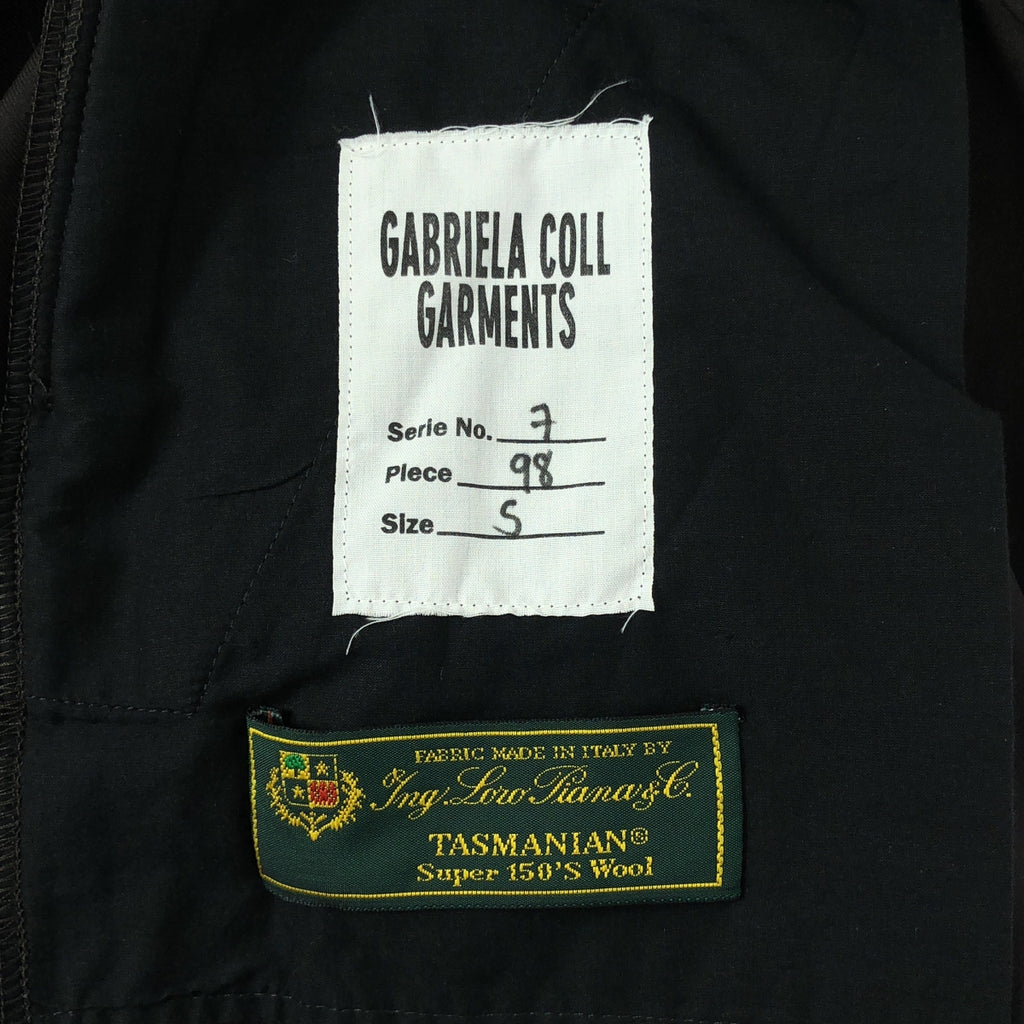 GABRIELA COLL
GARMENTS
Serie No. 7
Piece 98
Size S
FABRIC MADE IN ITALY BY
Ing. Loro Piana & C.
TASMANIAN®
Super 150'S Wool